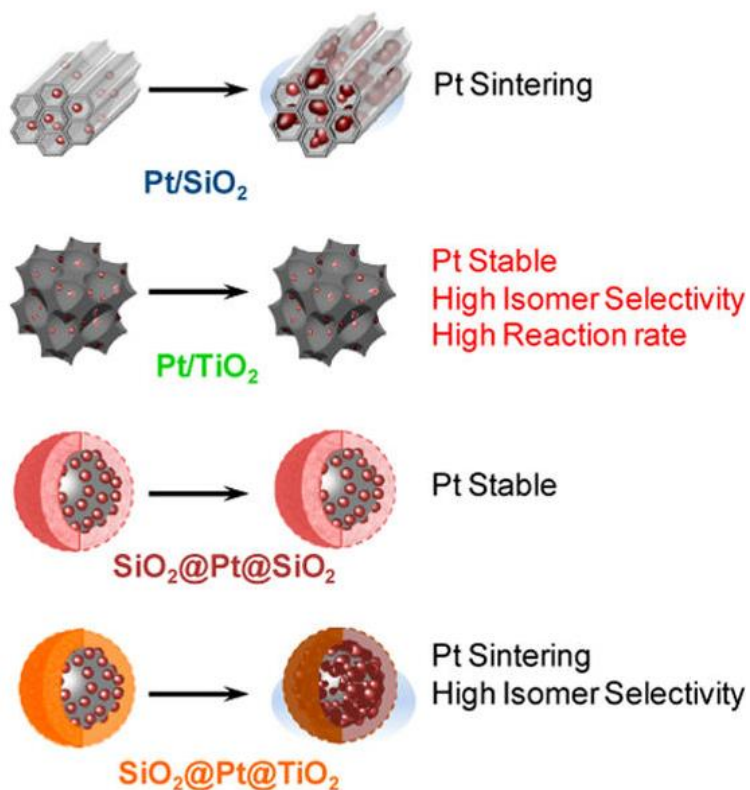 Pt Sintering
Pt/SiO₂
Pt Stable
High Isomer Selectivity
High Reaction rate
Pt/TiO₂
Pt Stable
SiO₂@Pt@SiO₂
Pt Sintering
High Isomer Selectivity
SiO₂@Pt@TiO₂